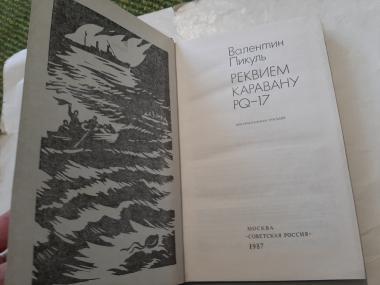 Валентин
Пикуль
РЕКВИЕМ
КАРАВАНУ
PQ-17
МОСКВА
«СОВЕТСКАЯ РОССИЯ»
1987